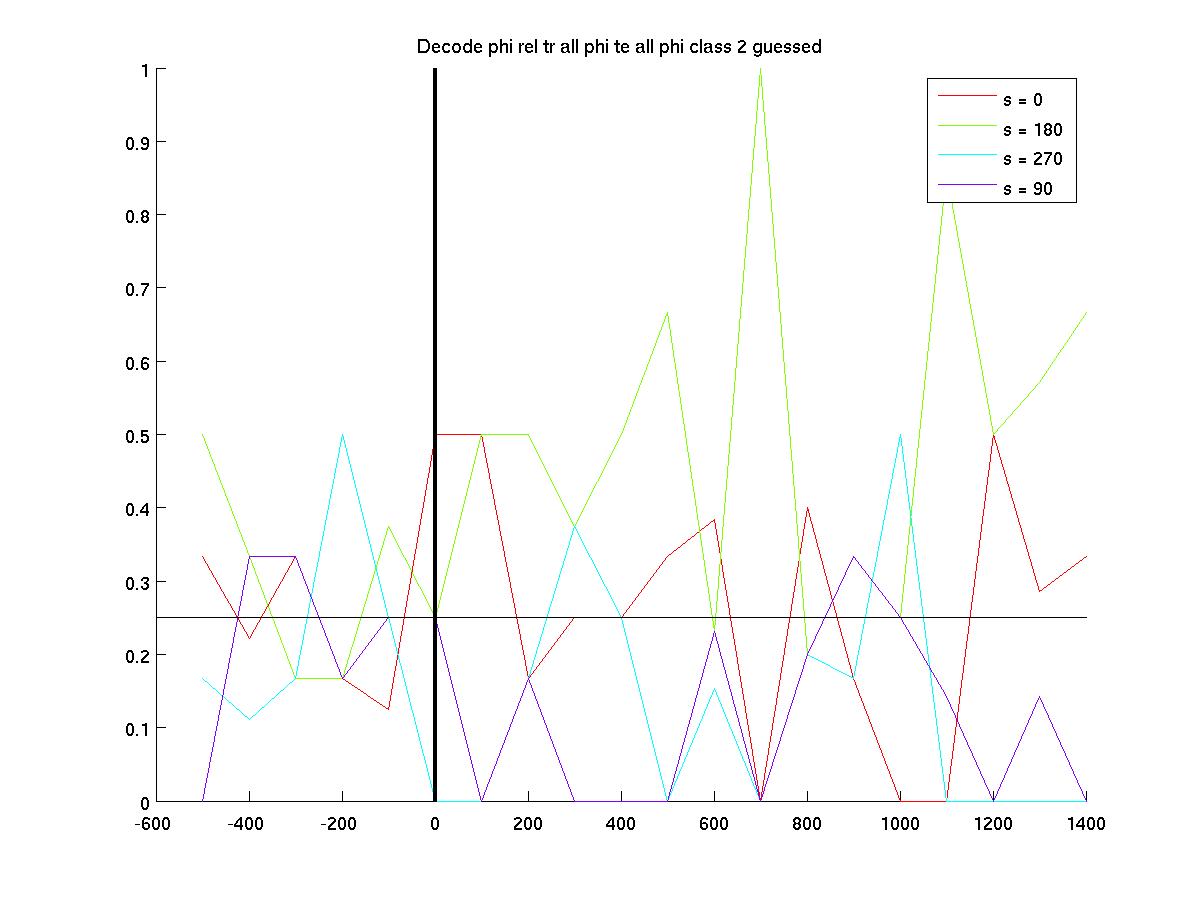 Decode phi rel tr all phi te all phi class 2 guessed
1
0.9
0.8
0.7
0.6
0.5
0.4
0.3
0.2
0.1
0
s = 0
s = 180
s = 270
s = 90
-600 -400 -200 0 200 400 600 800 1000 1200 1400